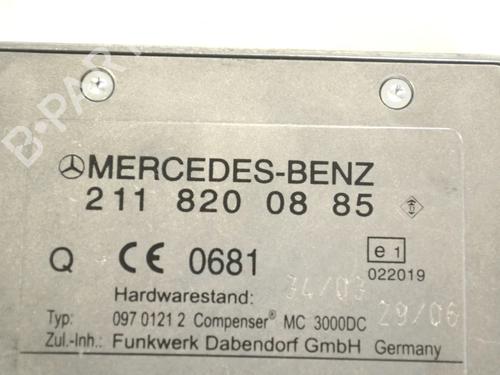 B-PARTS
MERCEDES-BENZ
211 820 08 85
Q CE 0681 e1
022019
Hardwarestand: 34/03
Typ: 097 0121 2 Compenser® MC 3000DC 29/06
Zul.-Inh.: Funkwerk Dabendorf GmbH Germany